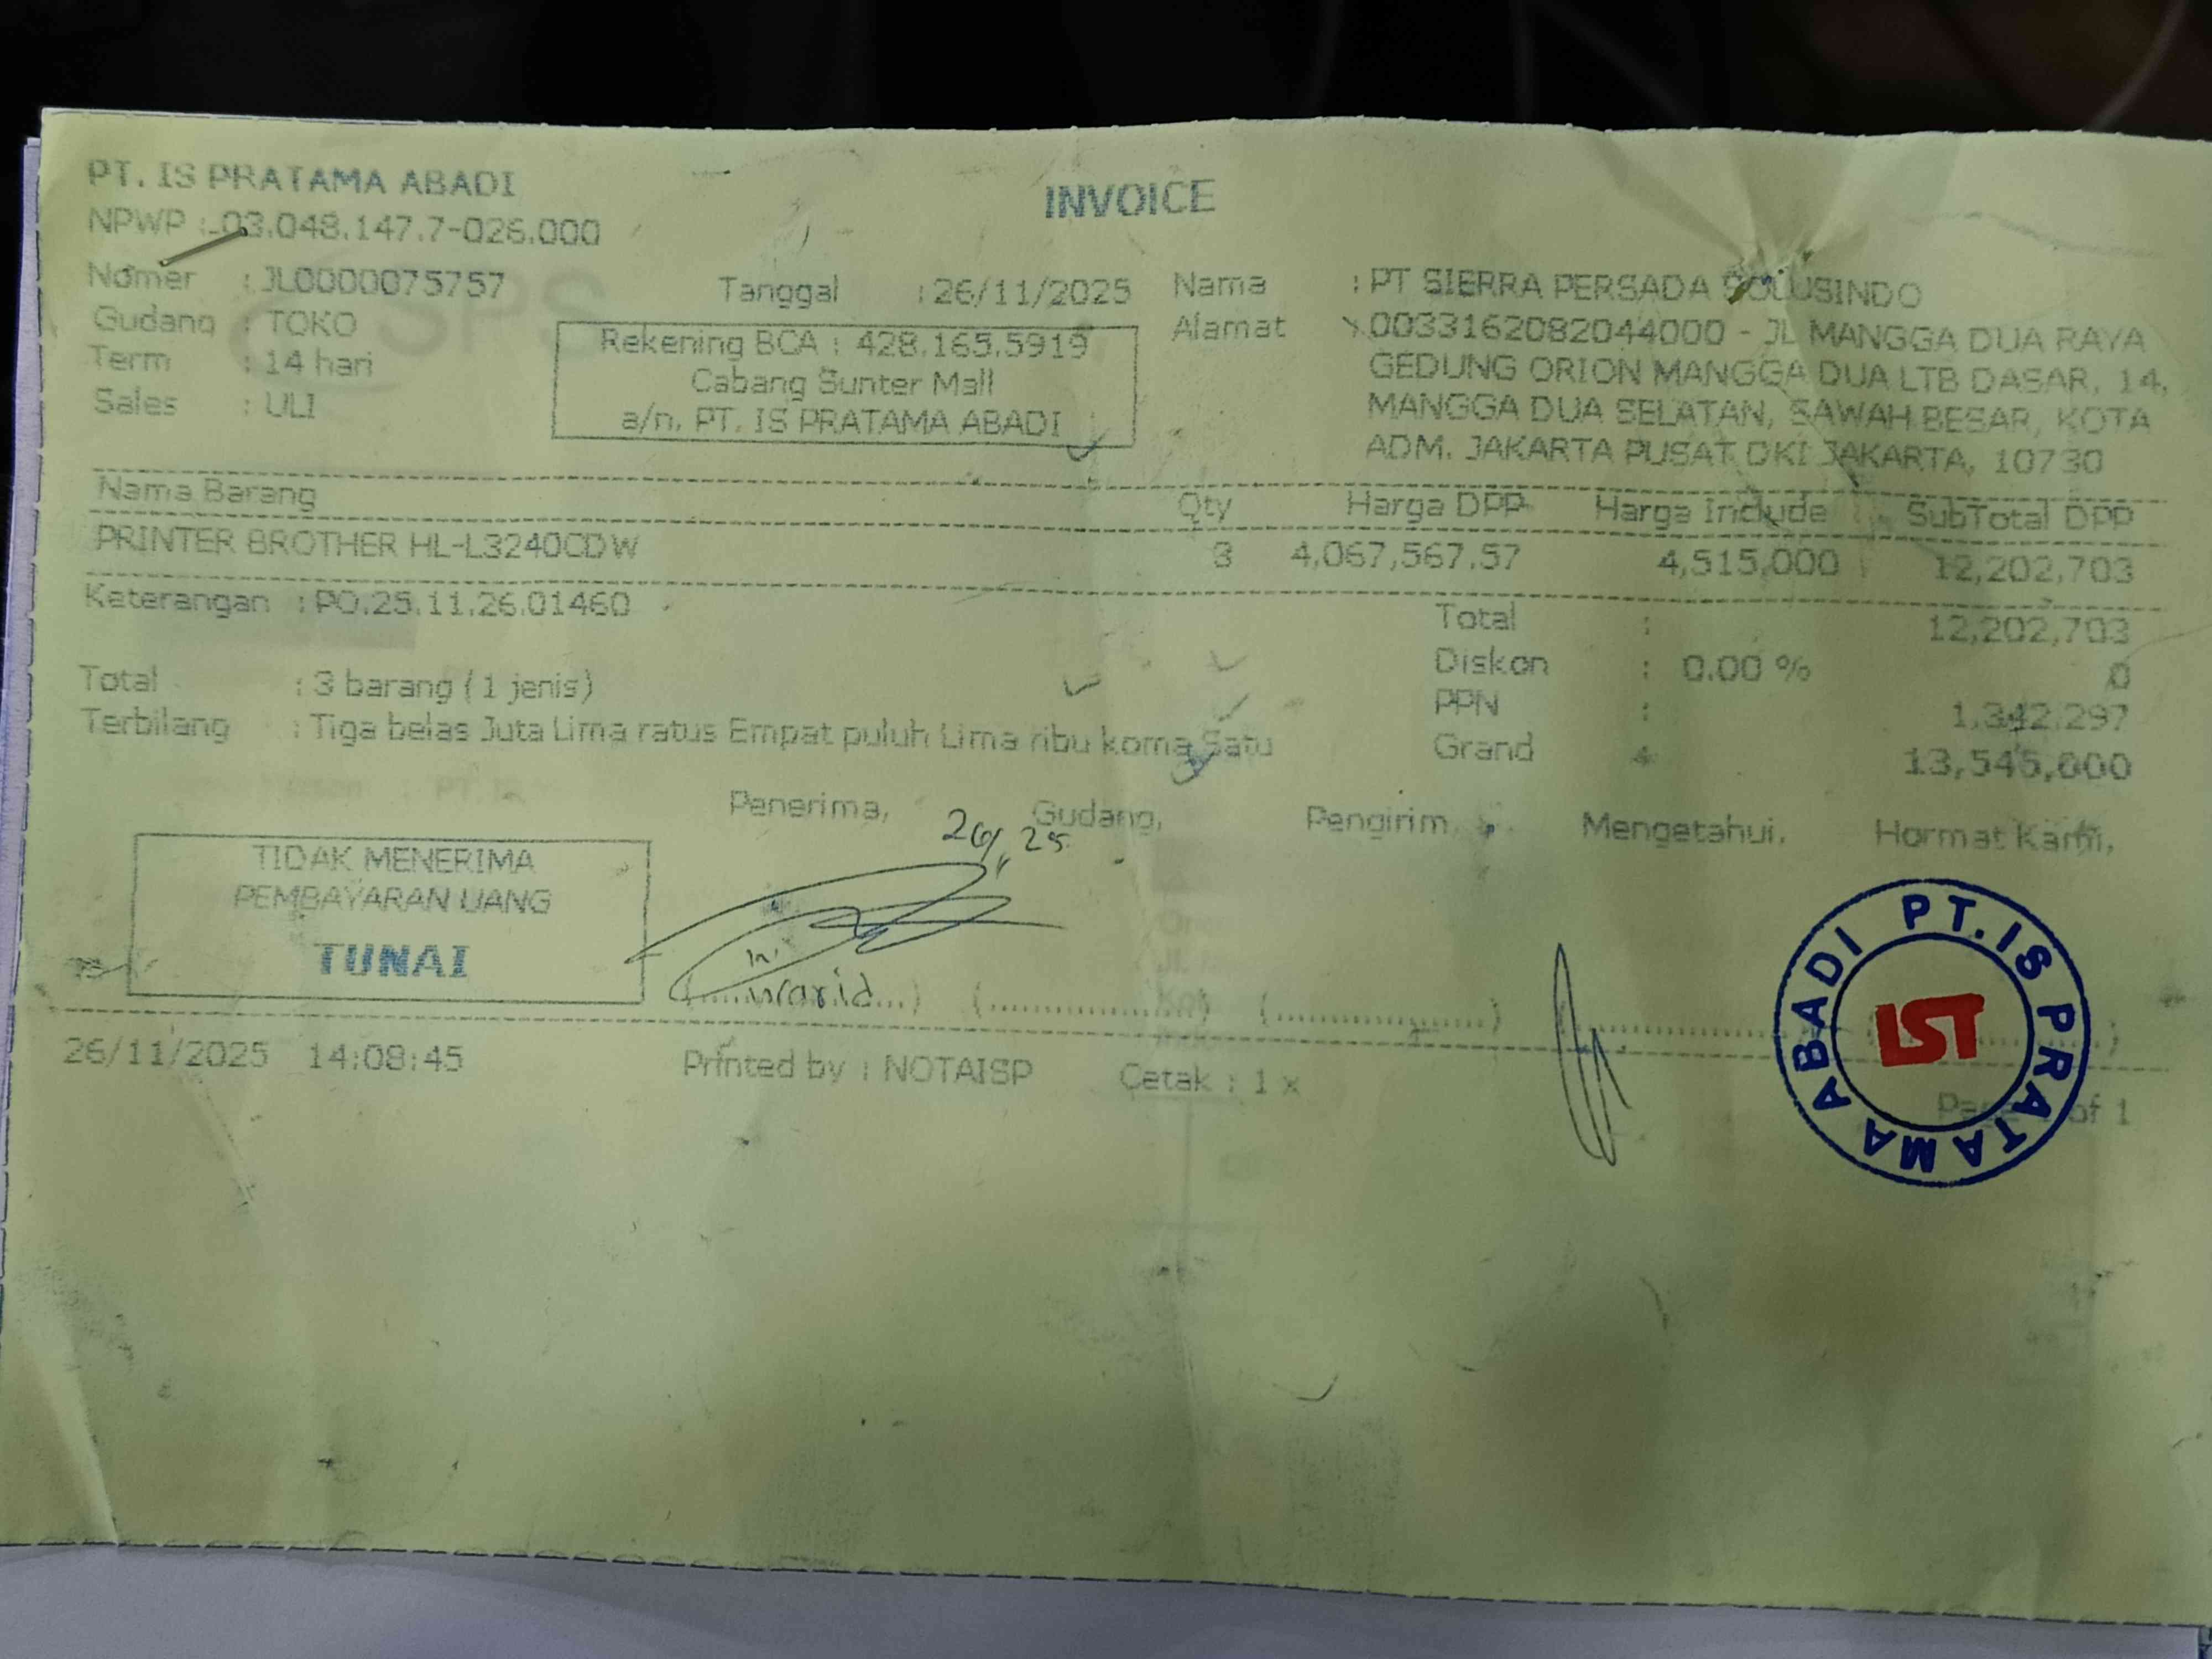 PT. IS PRATAMA ABADI
INVOICE
NPWP : 03.048.147.7-026.000
Nomer : JL0000075757
Gudang : TOKO
Term : 14 hari
Sales : ULI
Tanggal : 26/11/2025
Rekening BCA : 428.165.5919
Cabang Sunter Mall
a/n. PT. IS PRATAMA ABADI
Nama : PT SIERRA PERSADA SOLUSINDO
Alamat : 0033162082044000 - JL MANGGA DUA RAYA
GEDUNG ORION MANGGA DUA LTB DASAR, 14,
MANGGA DUA SELATAN, SAWAH BESAR, KOTA
ADM. JAKARTA PUSAT DKI JAKARTA, 10730
Nama Barang Qty Harga DPP Harga Include SubTotal DPP
PRINTER BROTHER HL-L3240CDW 3 4,067,567.57 4,515,000 12,202,703
Keterangan : PO.25.11.26.01460
Total : 12,202,703
Diskon : 0.00 % 0
PPN : 1,342,297
Grand 13,545,000
Total : 3 barang ( 1 jenis)
Terbilang : Tiga belas Juta Lima ratus Empat puluh Lima ribu koma Satu
Penerima, Gudang, Pengirim, Mengetahui, Hormat Kami,
TIDAK MENERIMA
PEMBAYARAN UANG
TUNAI
PT. IS PRATAMA ABADI
IST
26/11/2025 14:08:45 Printed by : NOTAISP Cetak : 1 x
of 1
SPS